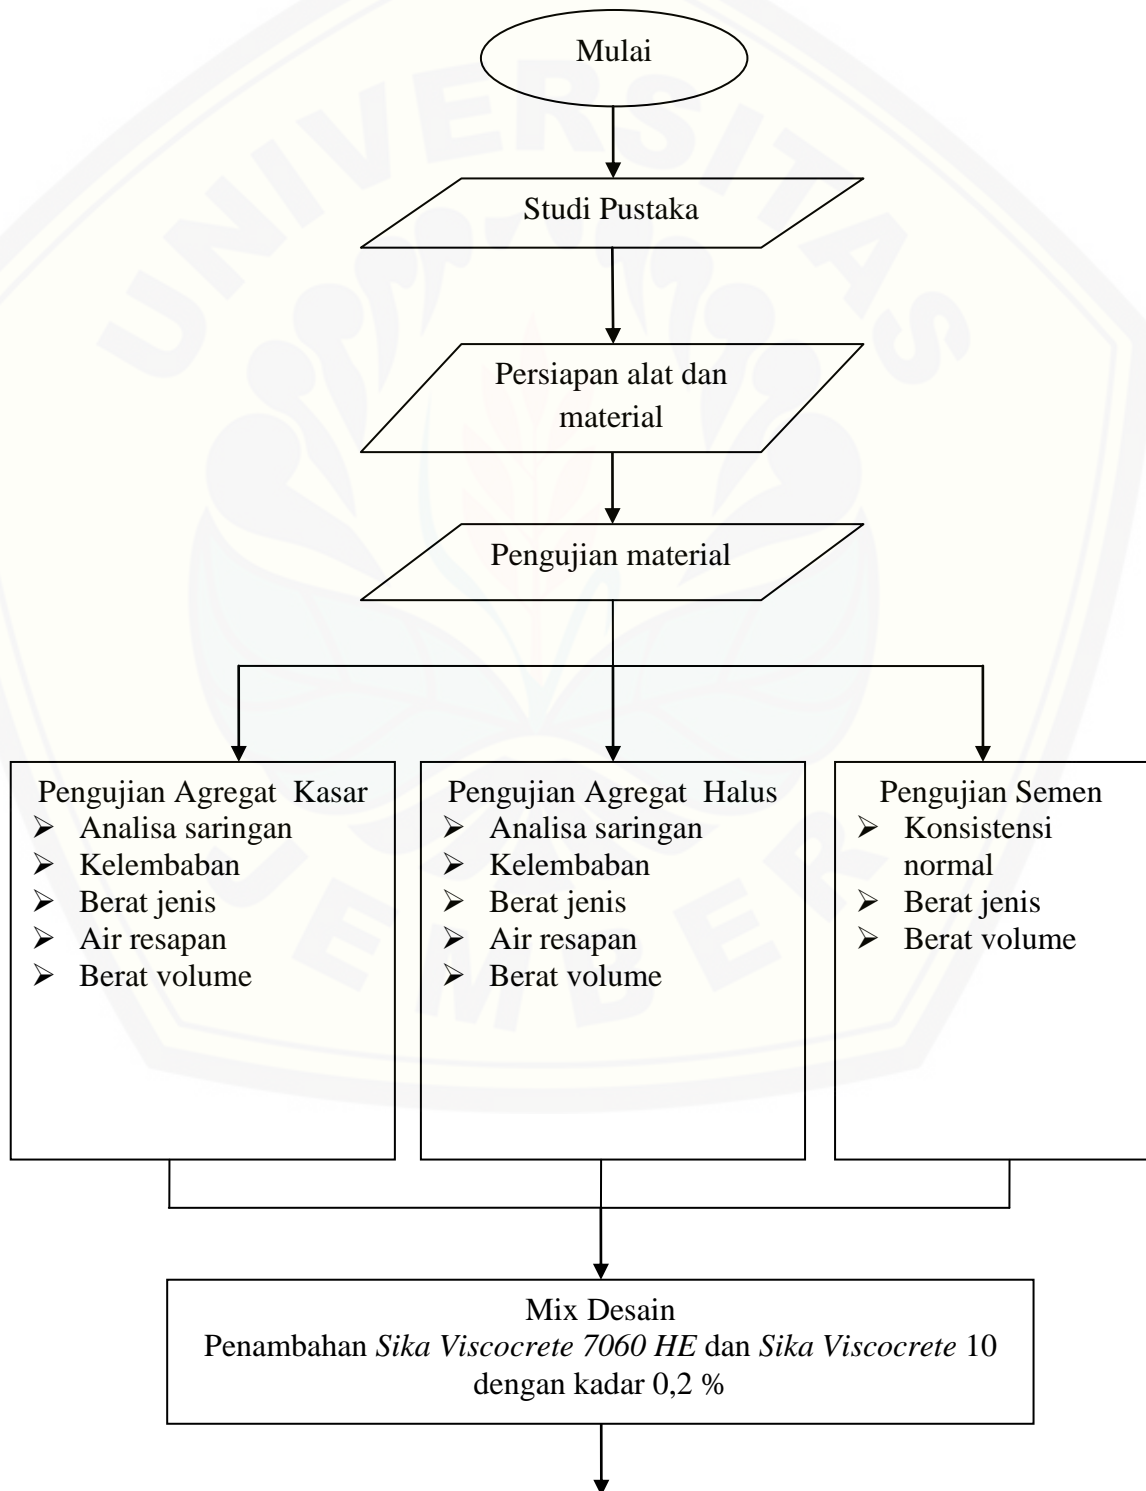 Mulai
Studi Pustaka
Persiapan alat dan
material
Pengujian material
Pengujian Agregat Kasar
➢ Analisa saringan
➢ Kelembaban
➢ Berat jenis
➢ Air resapan
➢ Berat volume
Pengujian Agregat Halus
➢ Analisa saringan
➢ Kelembaban
➢ Berat jenis
➢ Air resapan
➢ Berat volume
Pengujian Semen
➢ Konsistensi
normal
➢ Berat jenis
➢ Berat volume
Mix Desain
Penambahan Sika Viscocrete 7060 HE dan Sika Viscocrete 10
dengan kadar 0,2 %
UNIVERSITAS
JEMBER